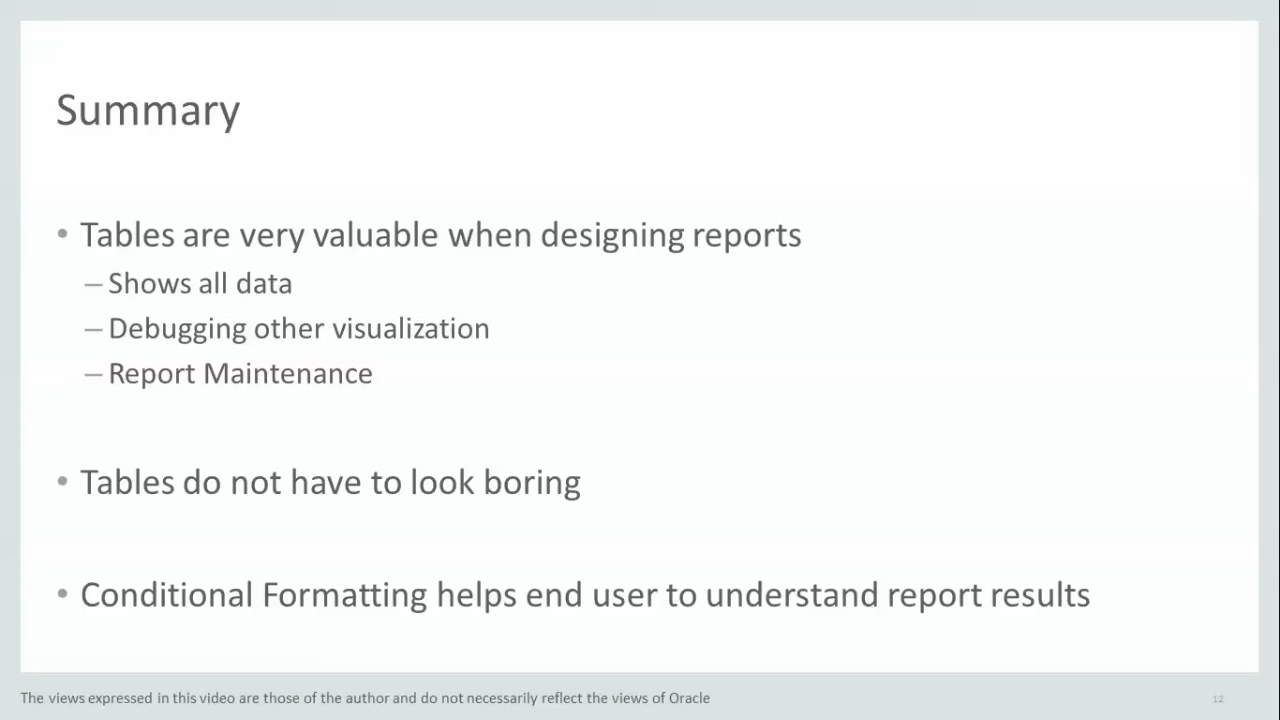 Summary
• Tables are very valuable when designing reports
– Shows all data
– Debugging other visualization
– Report Maintenance
• Tables do not have to look boring
• Conditional Formatting helps end user to understand report results
The views expressed in this video are those of the author and do not necessarily reflect the views of Oracle
12